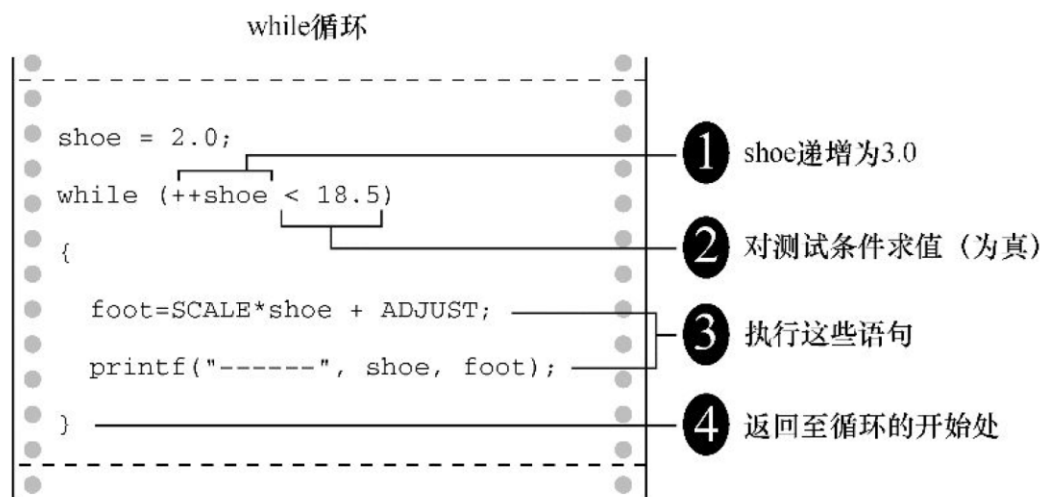 while循环
shoe = 2.0;
1 shoe递增为3.0
while (++shoe < 18.5)
2 对测试条件求值（为真）
{
foot=SCALE*shoe + ADJUST;
3 执行这些语句
printf("------", shoe, foot);
}
4 返回至循环的开始处